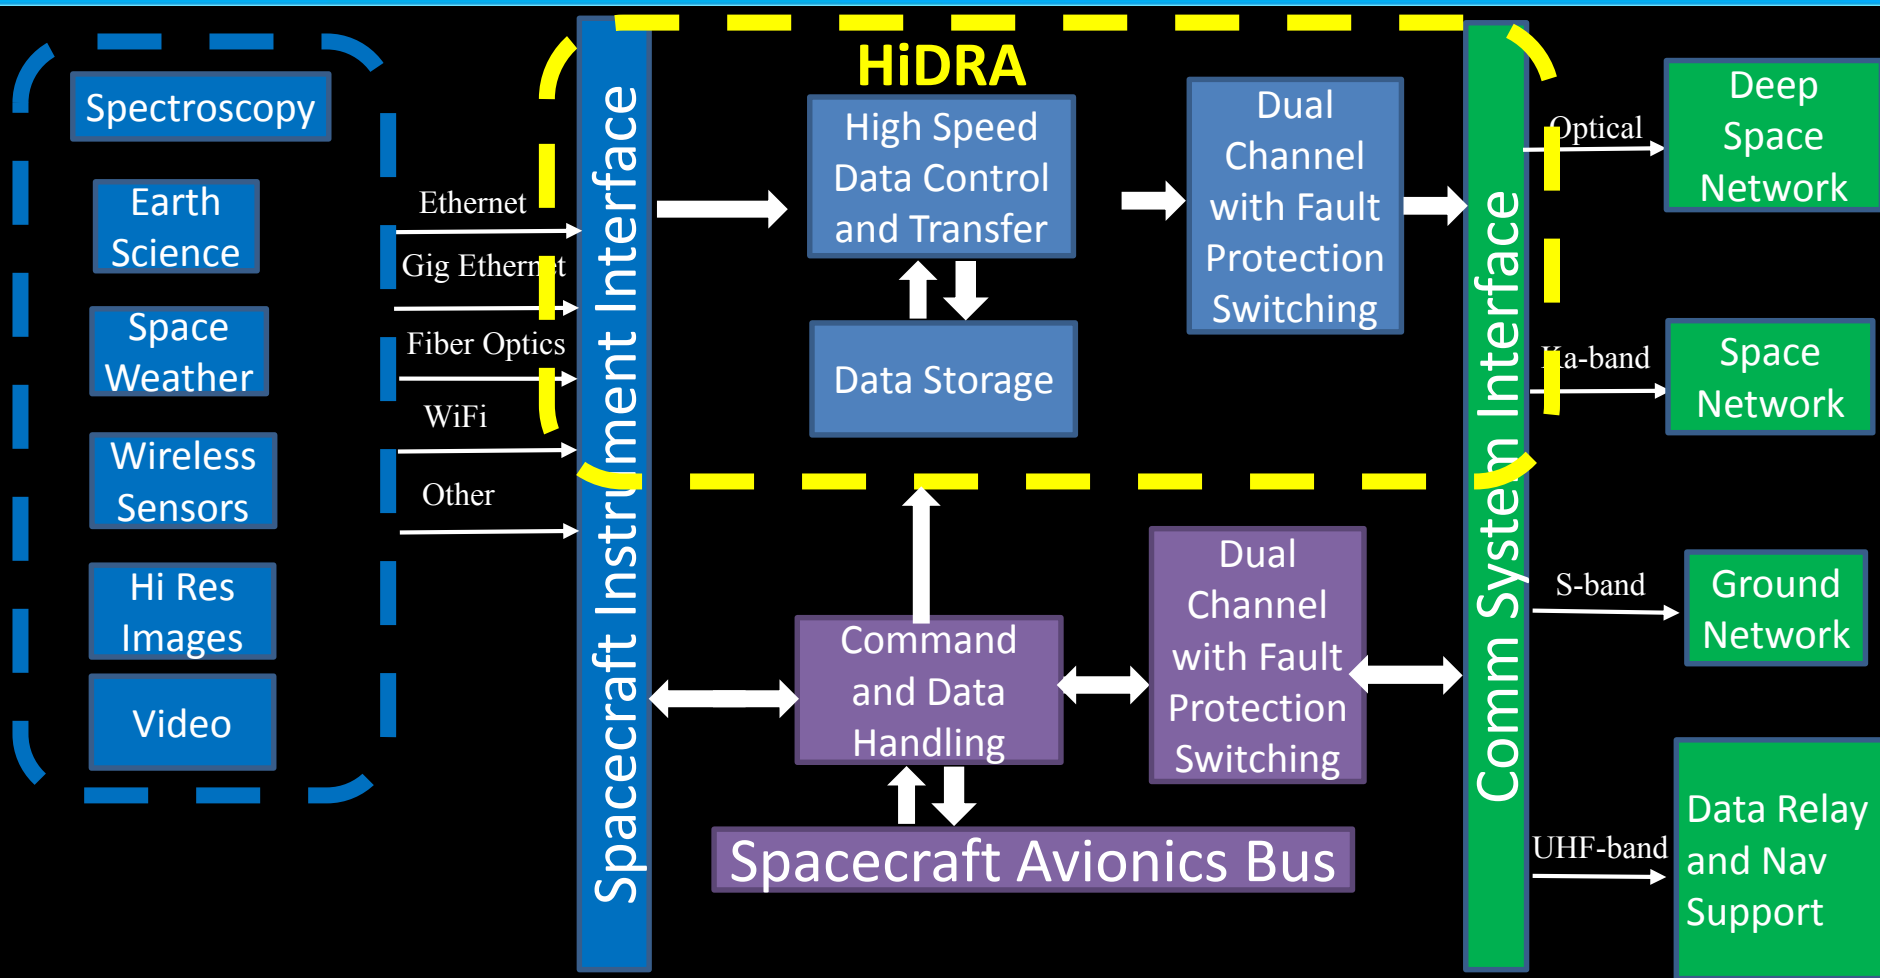 Spectroscopy
Earth
Science
Space
Weather
Wireless
Sensors
Hi Res
Images
Video
Ethernet
Gig Ethernet
Fiber Optics
WiFi
Other
Spacecraft Instrument Interface
HiDRA
High Speed
Data Control
and Transfer
Data Storage
Dual
Channel
with Fault
Protection
Switching
Command
and Data
Handling
Dual
Channel
with Fault
Protection
Switching
Spacecraft Avionics Bus
Comm System Interface
Optical
Ka-band
S-band
UHF-band
Deep
Space
Network
Space
Network
Ground
Network
Data Relay
and Nav
Support